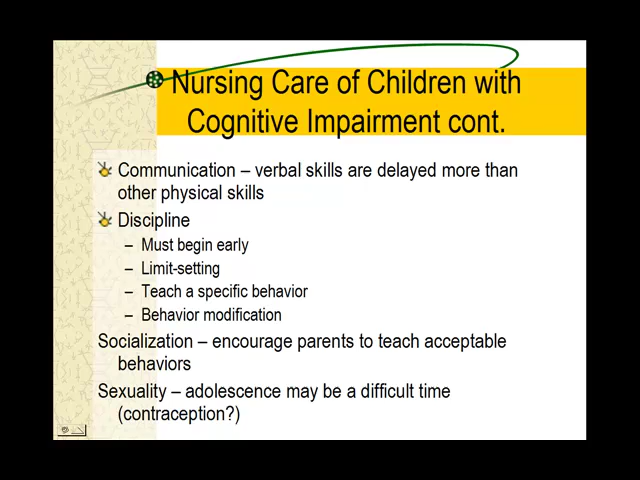 Nursing Care of Children with
Cognitive Impairment cont.
Communication – verbal skills are delayed more than
other physical skills
Discipline
– Must begin early
– Limit-setting
– Teach a specific behavior
– Behavior modification
Socialization – encourage parents to teach acceptable
behaviors
Sexuality – adolescence may be a difficult time
(contraception?)